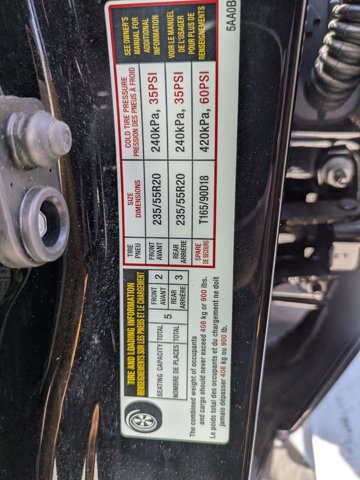 TIRE AND LOADING INFORMATION
RENSEIGNEMENTS SUR LES PNEUS ET LE CHARGEMENT
SEATING CAPACITY TOTAL 5 FRONT AVANT 2 REAR ARRIÈRE 3
NOMBRE DE PLACES TOTAL
The combined weight of occupants
and cargo should never exceed 408 kg or 900 lbs.
Le poids total des occupants et du chargement ne doit
jamais dépasser 408 kg ou 900 lb.
TIRE PNEU SIZE DIMENSIONS COLD TIRE PRESSURE PRESSION DES PNEUS À FROID
FRONT AVANT 235/55R20 240kPa, 35PSI
REAR ARRIÈRE 235/55R20 240kPa, 35PSI
SPARE DE SECOURS T165/90D18 420kPa, 60PSI
SEE OWNER'S
MANUAL FOR
ADDITIONAL
INFORMATION
VOIR LE MANUEL
DE L'USAGER
POUR PLUS DE
RENSEIGNEMENTS
5AA0B